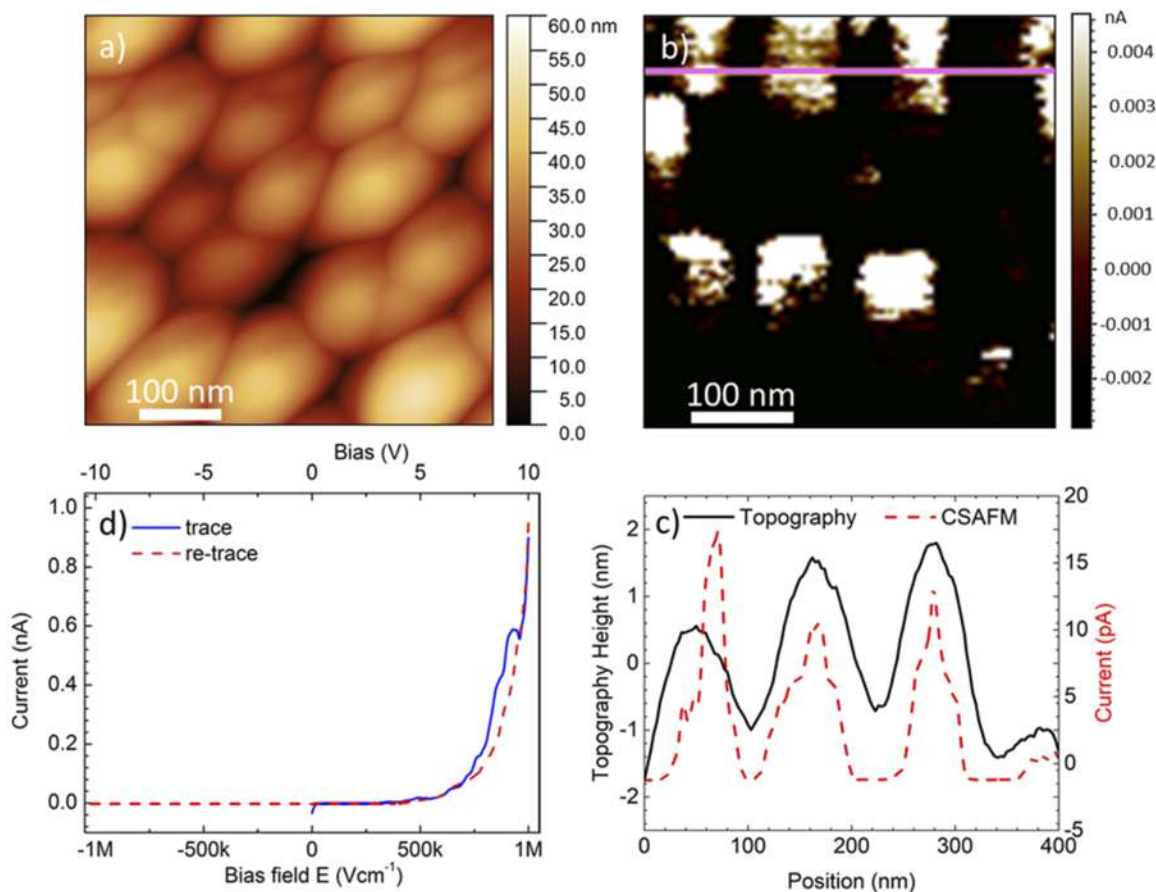 a)
60.0 nm
55.0
50.0
45.0
40.0
35.0
30.0
25.0
20.0
15.0
10.0
5.0
0.0
100 nm
b)
nA
0.004
0.003
0.002
0.001
0.000
-0.001
-0.002
100 nm
Bias (V)
-10 -5 0 5 10
d)
trace
re-trace
Current (nA)
1.0
0.8
0.6
0.4
0.2
0.0
-1M -500k 0 500k 1M
Bias field E (Vcm⁻¹)
c)
Topography CSAFM
Topography Height (nm)
2
1
0
-1
-2
20
15
10
5
0
-5
Current (pA)
0 100 200 300 400
Position (nm)